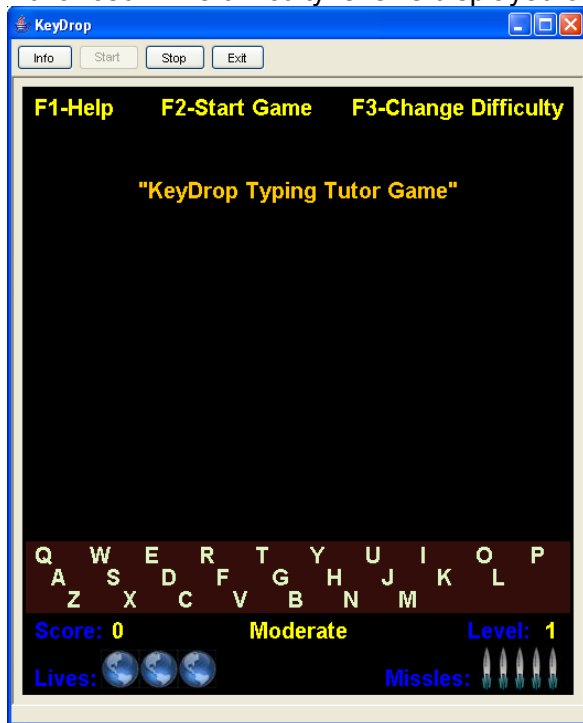 KeyDrop
Info Start Stop Exit
F1-Help F2-Start Game F3-Change Difficulty
"KeyDrop Typing Tutor Game"
Q W E R T Y U I O P
A S D F G H J K L
Z X C V B N M
Score: 0 Moderate Level: 1
Lives: Missles: